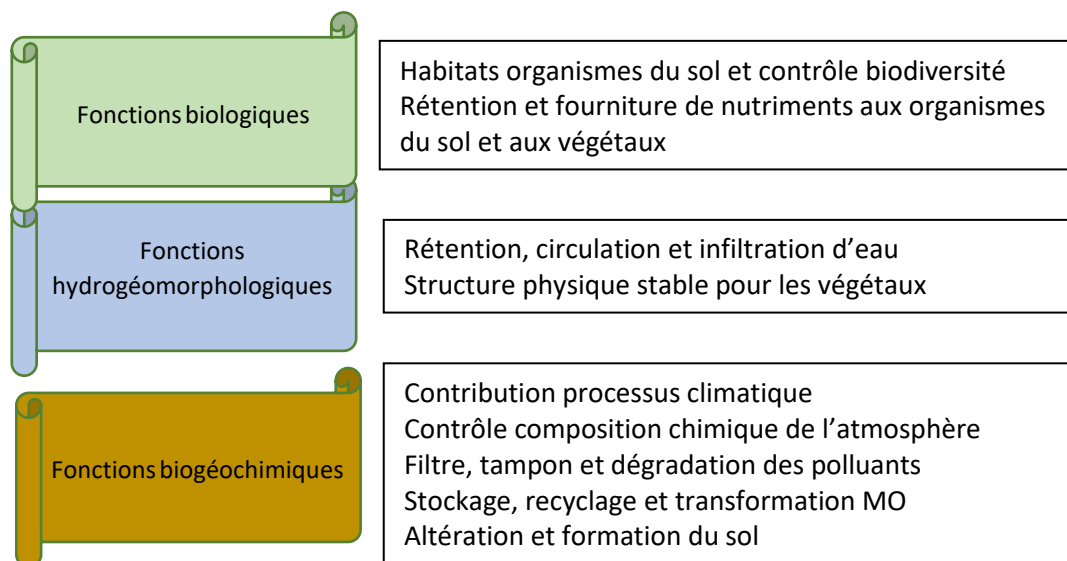 Fonctions biologiques
Habitats organismes du sol et contrôle biodiversité
Rétention et fourniture de nutriments aux organismes
du sol et aux végétaux
Fonctions
hydrogéomorphologiques
Rétention, circulation et infiltration d’eau
Structure physique stable pour les végétaux
Fonctions biogéochimiques
Contribution processus climatique
Contrôle composition chimique de l’atmosphère
Filtre, tampon et dégradation des polluants
Stockage, recyclage et transformation MO
Altération et formation du sol